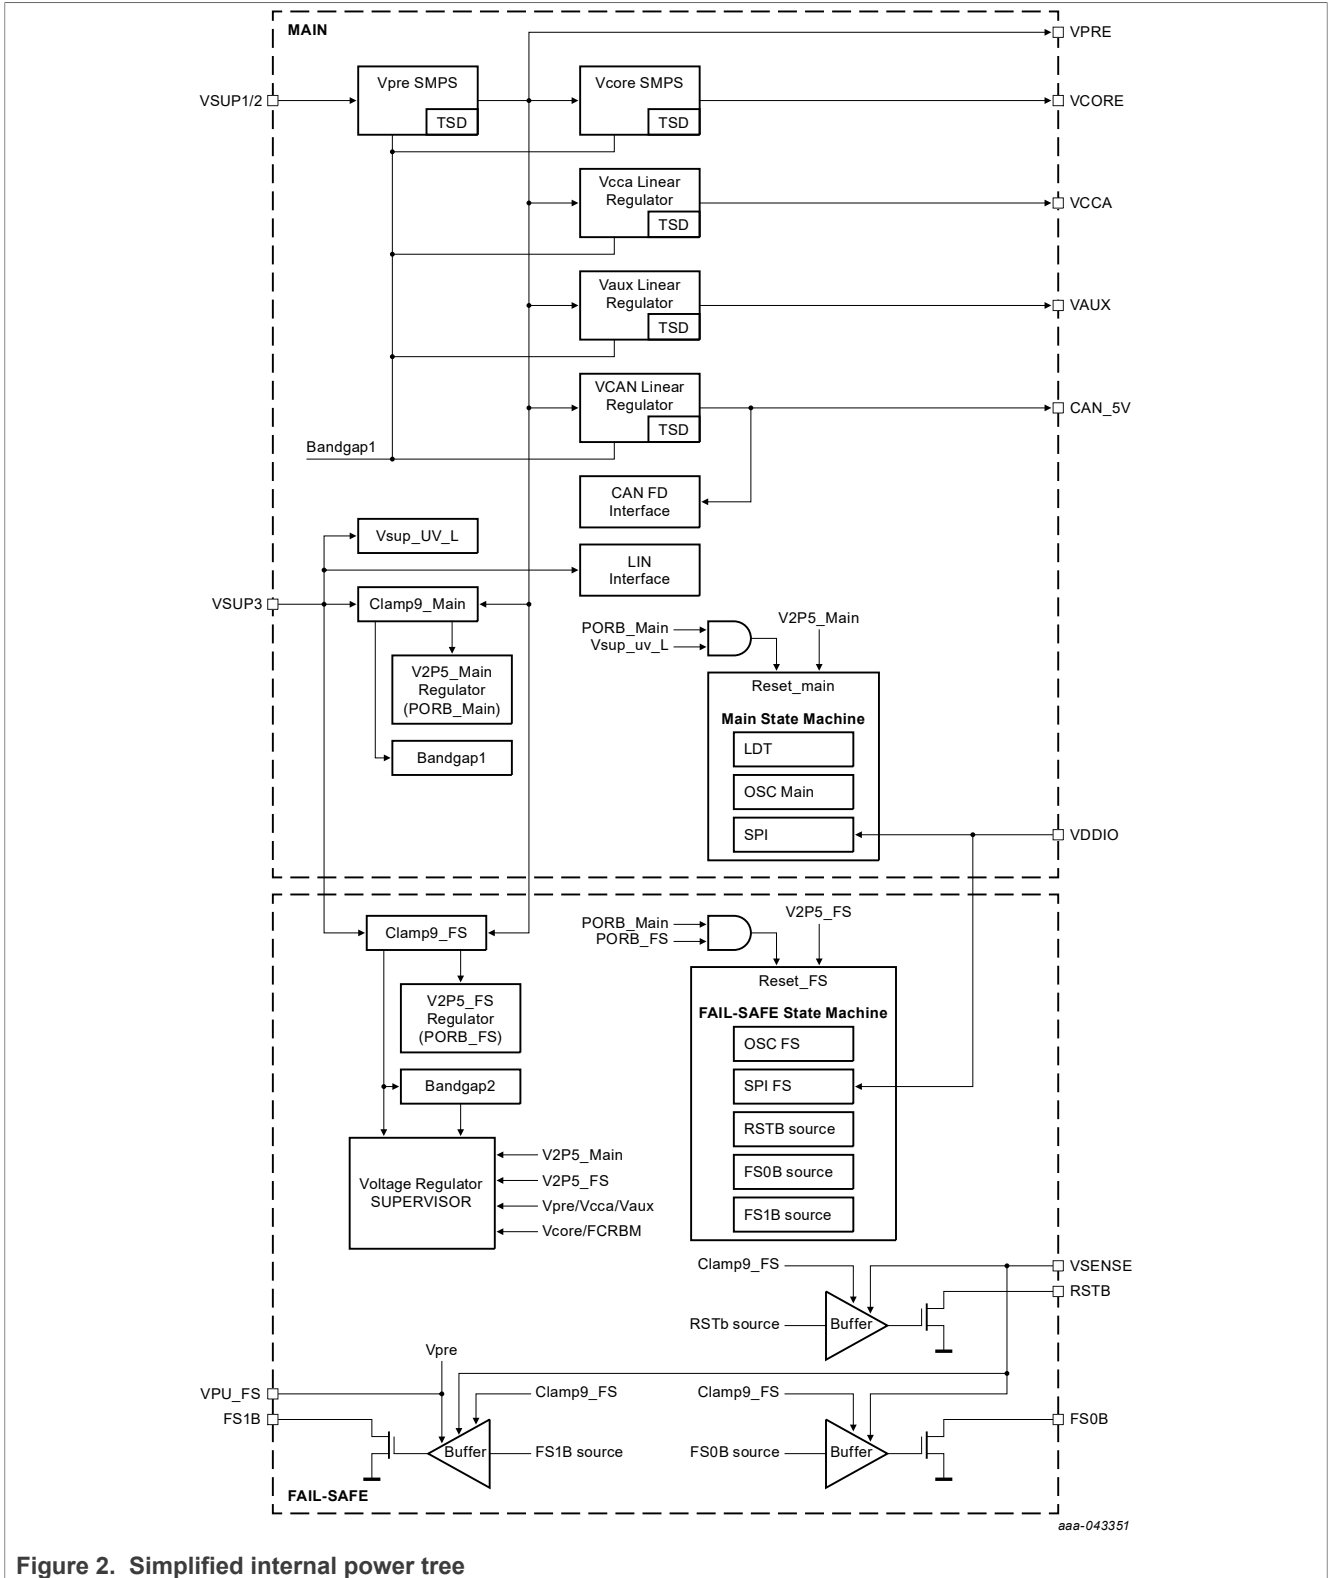 MAIN
VPRE
Vpre SMPS
TSD
Vcore SMPS
TSD
VSUP1/2
VCORE
Vcca Linear
Regulator
TSD
VCCA
Vaux Linear
Regulator
TSD
VAUX
VCAN Linear
Regulator
TSD
CAN_5V
Bandgap1
CAN FD
Interface
Vsup_UV_L
LIN
Interface
VSUP3
Clamp9_Main
PORB_Main
Vsup_uv_L
V2P5_Main
V2P5_Main
Regulator
(PORB_Main)
Bandgap1
Reset_main
Main State Machine
LDT
OSC Main
SPI
VDDIO
Clamp9_FS
PORB_Main
PORB_FS
V2P5_FS
V2P5_FS
Regulator
(PORB_FS)
Bandgap2
Reset_FS
FAIL-SAFE State Machine
OSC FS
SPI FS
RSTB source
FS0B source
FS1B source
Voltage Regulator
SUPERVISOR
V2P5_Main
V2P5_FS
Vpre/Vcca/Vaux
Vcore/FCRBM
Clamp9_FS
VSENSE
RSTB
RSTb source
Buffer
Vpre
VPU_FS
FS1B
Clamp9_FS
Buffer
FS1B source
Clamp9_FS
FS0B source
Buffer
FS0B
FAIL-SAFE
aaa-043351
Figure 2. Simplified internal power tree